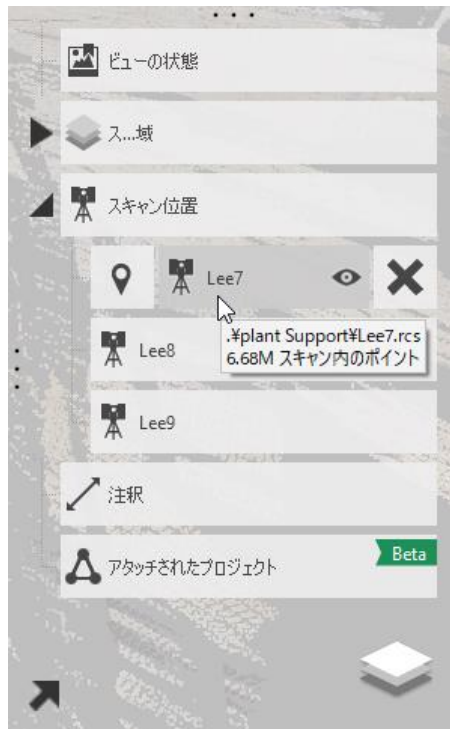 ビューの状態
ス...域
スキャン位置
Lee7
.¥plant Support¥Lee7.rcs
6.68M スキャン内のポイント
Lee8
Lee9
注釈
アタッチされたプロジェクト
Beta